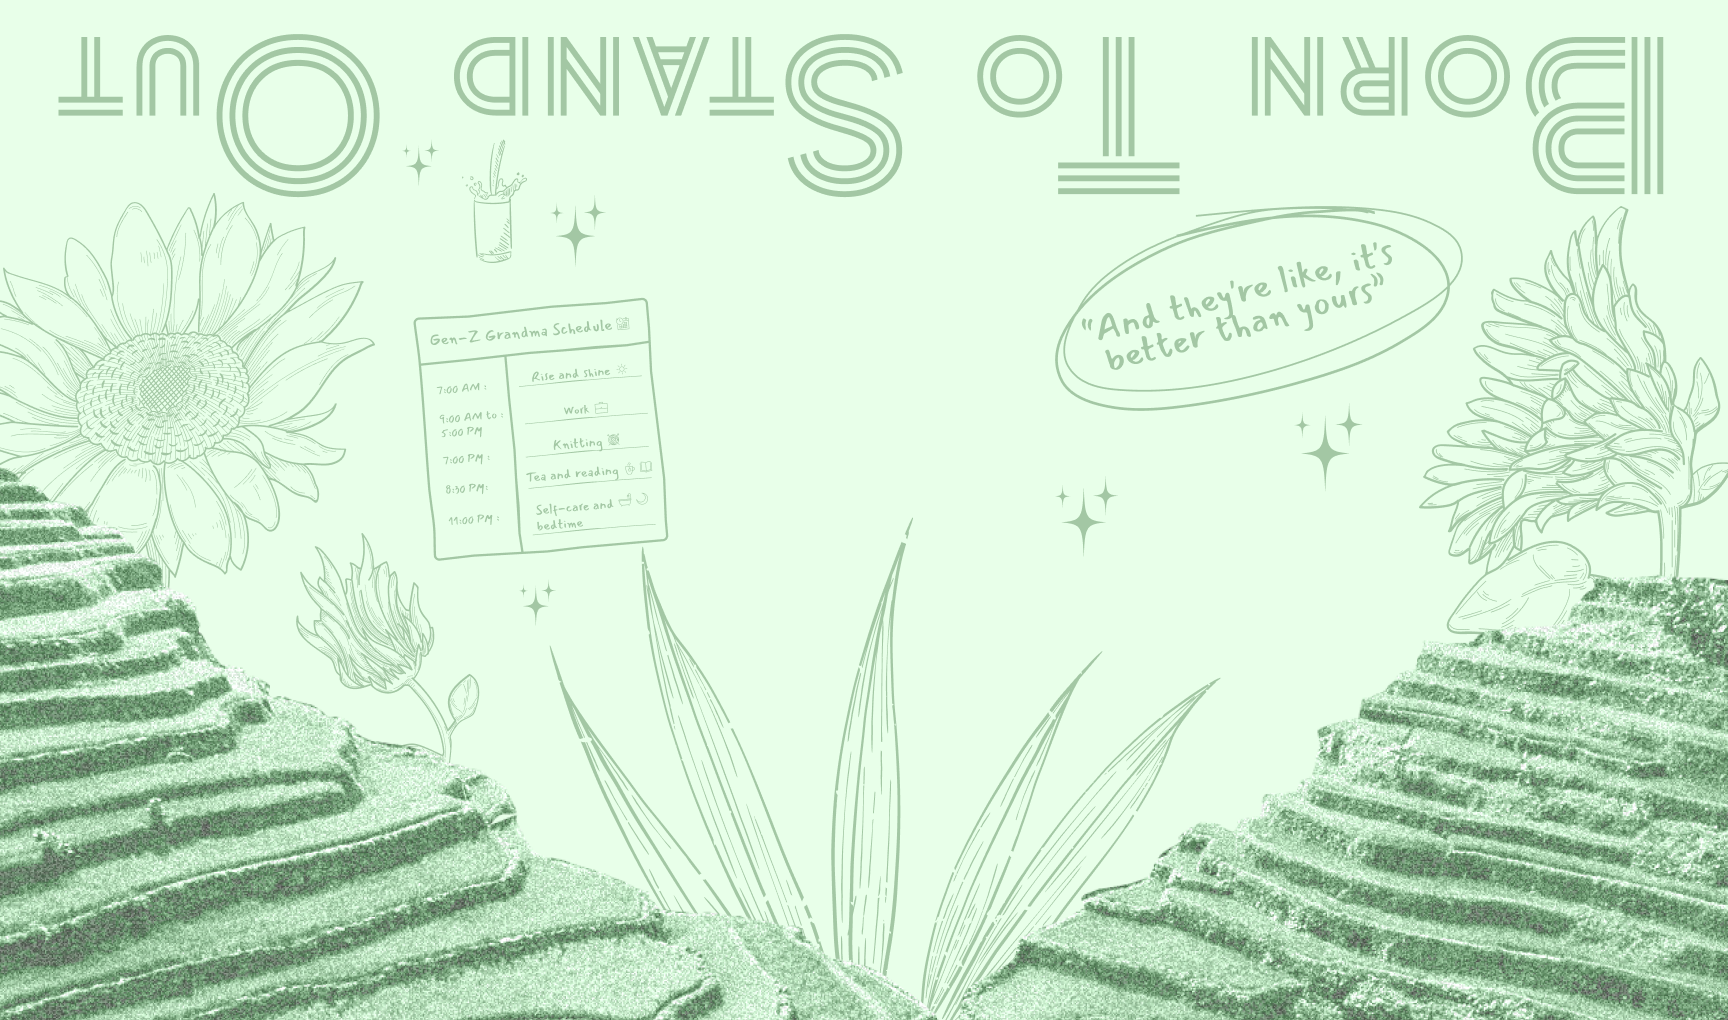 Born To Stand Out
"And they're like, it's
better than yours"
Gen-Z Grandma Schedule
7:00 AM :
Rise and shine
9:00 AM to :
5:00 PM
Work
7:00 PM :
Knitting
8:30 PM:
Tea and reading
11:00 PM :
Self-care and
bedtime